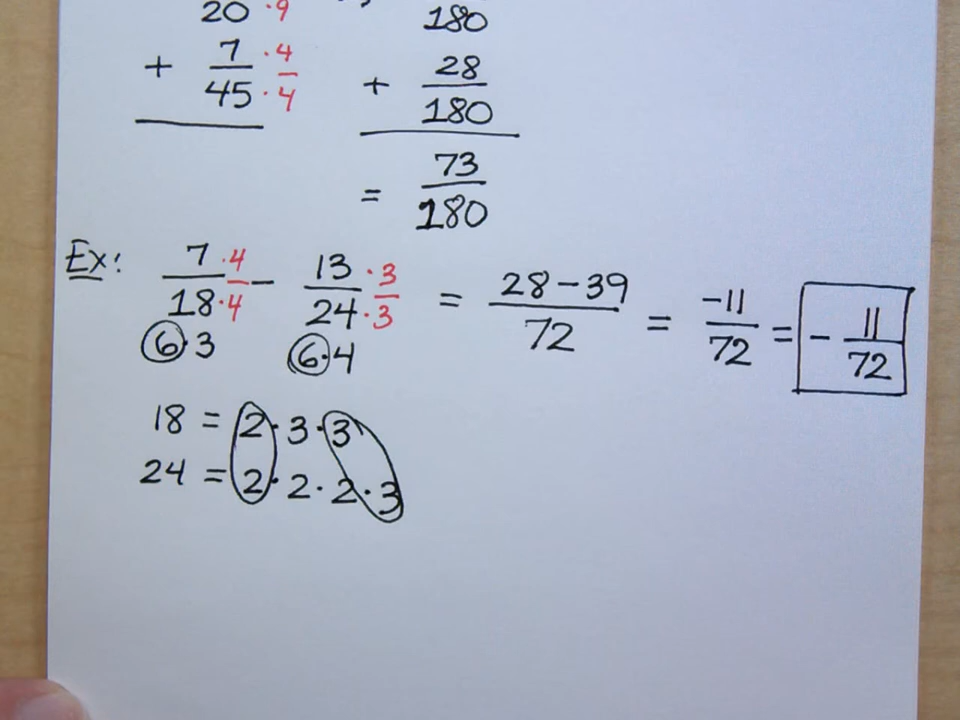 20 ·9 180
+ 7/45 ·4/·4 + 28/180
= 73/180
Ex: 7/18 ·4/·4 − 13/24 ·3/·3 = 28−39/72 = −11/72 = − 11/72
6·3 6·4
18 = 2·3·3
24 = 2·2·2·3